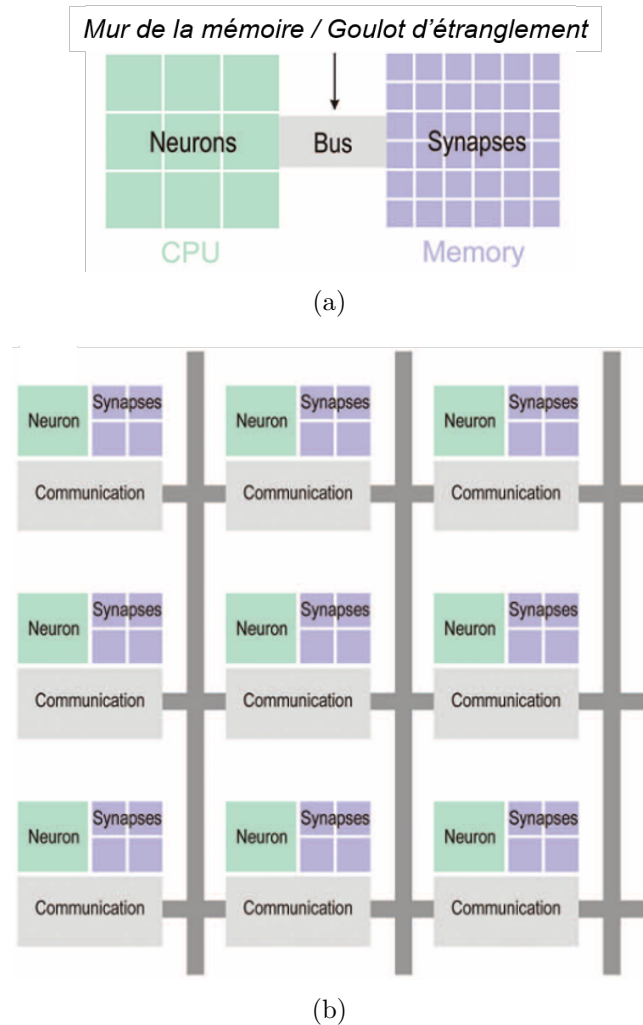 Mur de la mémoire / Goulot d’étranglement
Neurons Bus Synapses
CPU Memory
(a)
Synapses Synapses Synapses
Neuron Neuron Neuron
Communication Communication Communication
Synapses Synapses Synapses
Neuron Neuron Neuron
Communication Communication Communication
Synapses Synapses Synapses
Neuron Neuron Neuron
Communication Communication Communication
(b)